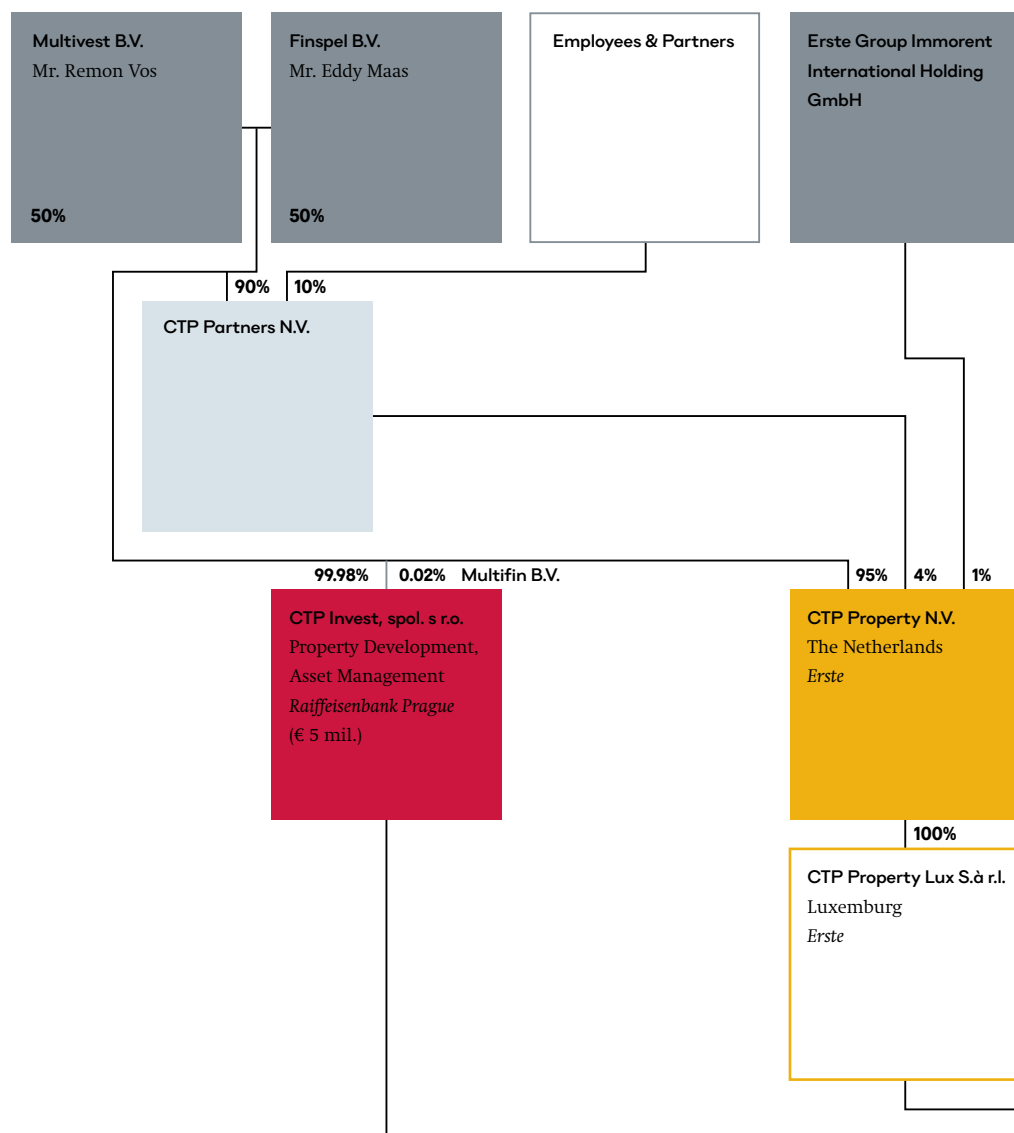 Multivest B.V.
Mr. Remon Vos
50%
Finspel B.V.
Mr. Eddy Maas
50%
Employees & Partners
Erste Group Immorent
International Holding
GmbH
90%
10%
CTP Partners N.V.
99.98%
0.02%
Multifin B.V.
95%
4%
1%
CTP Invest, spol. s r.o.
Property Development,
Asset Management
Raiffeisenbank Prague
(€ 5 mil.)
CTP Property N.V.
The Netherlands
Erste
100%
CTP Property Lux S.à r.l.
Luxemburg
Erste